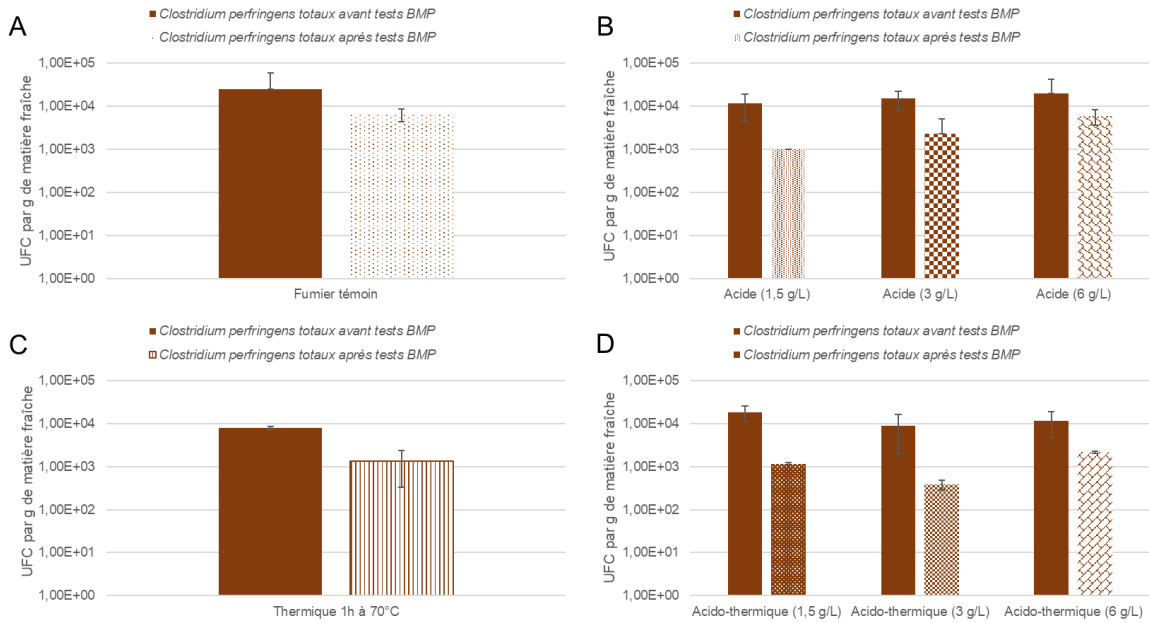 A
Clostridium perfringens totaux avant tests BMP
Clostridium perfringens totaux après tests BMP
UFC par g de matière fraîche
1,00E+05
1,00E+04
1,00E+03
1,00E+02
1,00E+01
1,00E+00
Fumier témoin
B
Clostridium perfringens totaux avant tests BMP
Clostridium perfringens totaux après tests BMP
UFC par g de matière fraîche
1,00E+05
1,00E+04
1,00E+03
1,00E+02
1,00E+01
1,00E+00
Acide (1,5 g/L)
Acide (3 g/L)
Acide (6 g/L)
C
Clostridium perfringens totaux avant tests BMP
Clostridium perfringens totaux après tests BMP
UFC par g de matière fraîche
1,00E+05
1,00E+04
1,00E+03
1,00E+02
1,00E+01
1,00E+00
Thermique 1h à 70°C
D
Clostridium perfringens totaux avant tests BMP
Clostridium perfringens totaux après tests BMP
UFC par g de matière fraîche
1,00E+05
1,00E+04
1,00E+03
1,00E+02
1,00E+01
1,00E+00
Acido-thermique (1,5 g/L)
Acido-thermique (3 g/L)
Acido-thermique (6 g/L)